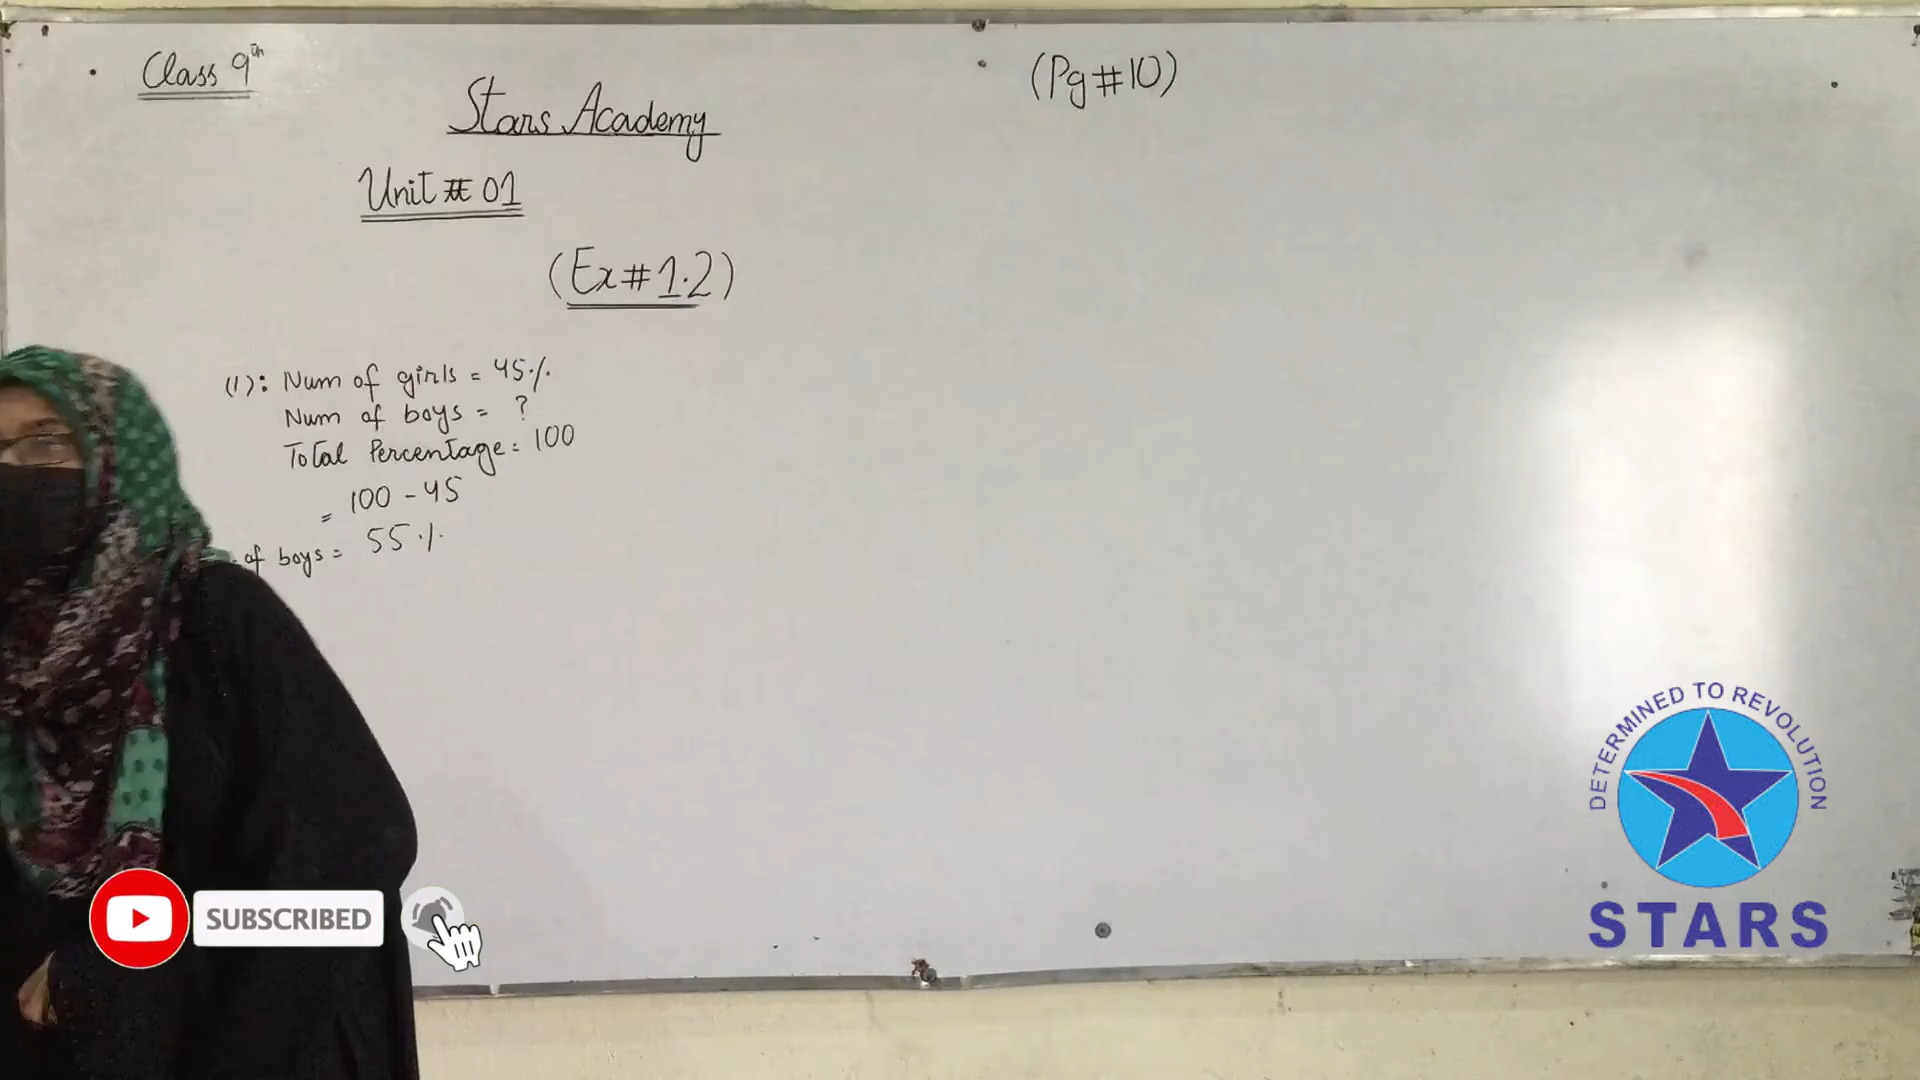 Class 9th
(Pg#10)
Stars Academy
Unit # 01
(Ex# 1.2)
(1): Num of girls = 45%
Num of boys = ?
Total Percentage = 100
= 100 - 45
of boys = 55%
DETERMINED TO REVOLUTION
STARS
SUBSCRIBED